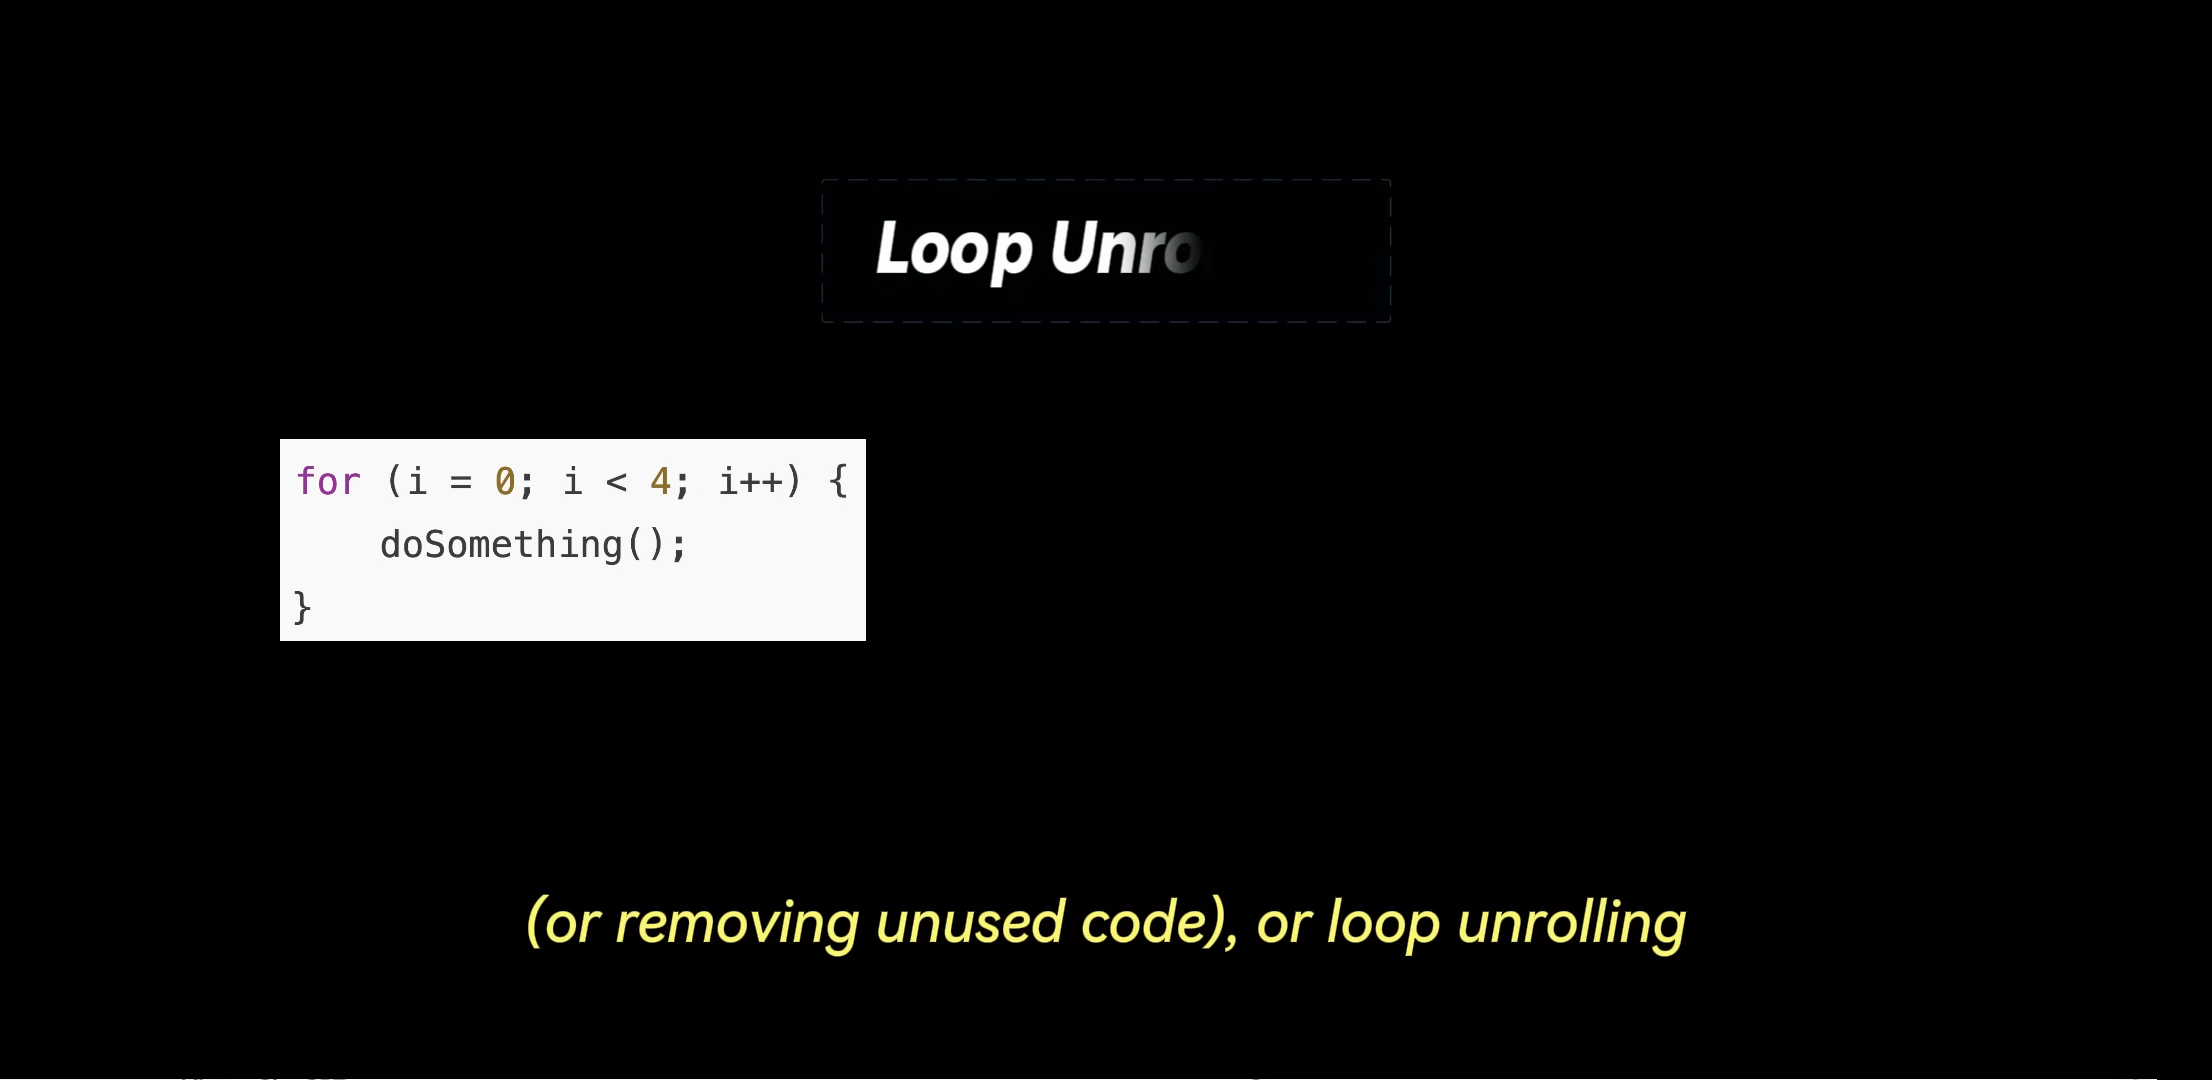 Loop Unro
for (i = 0; i < 4; i++) {
    doSomething();
}
(or removing unused code), or loop unrolling